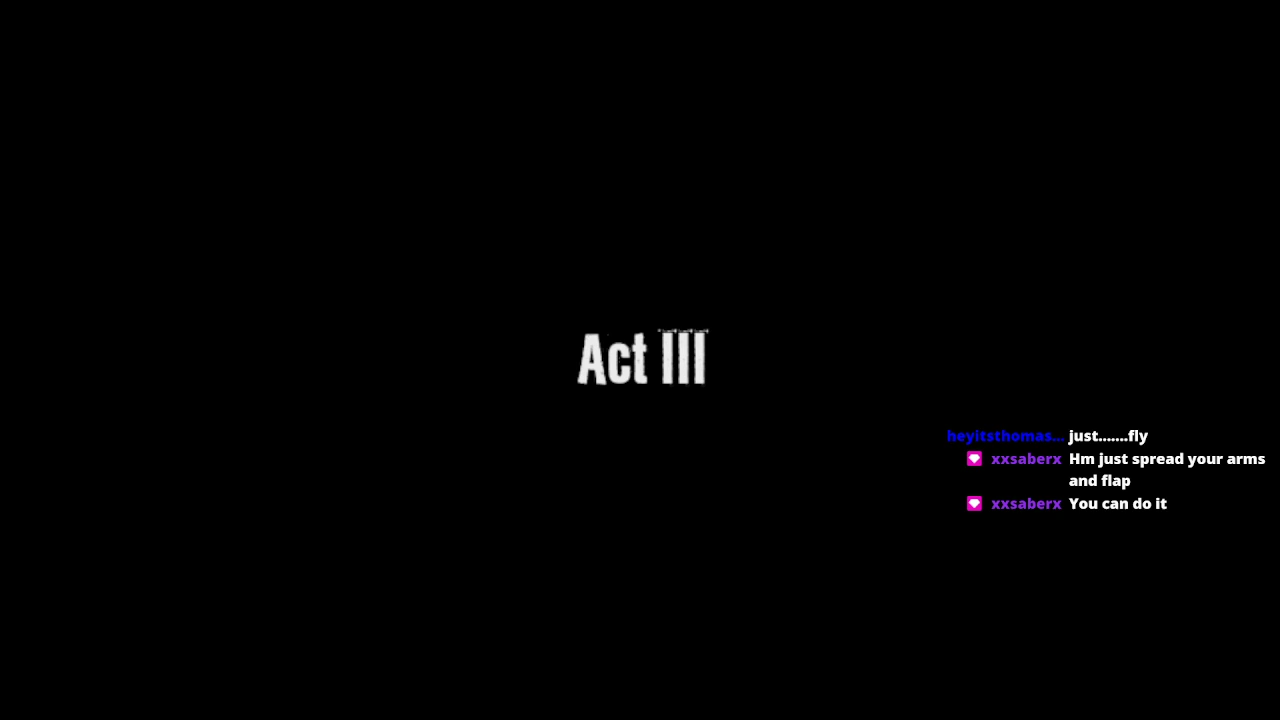 Act III
heyitsthomas... just.......fly
xxsaberx Hm just spread your arms
and flap
xxsaberx You can do it